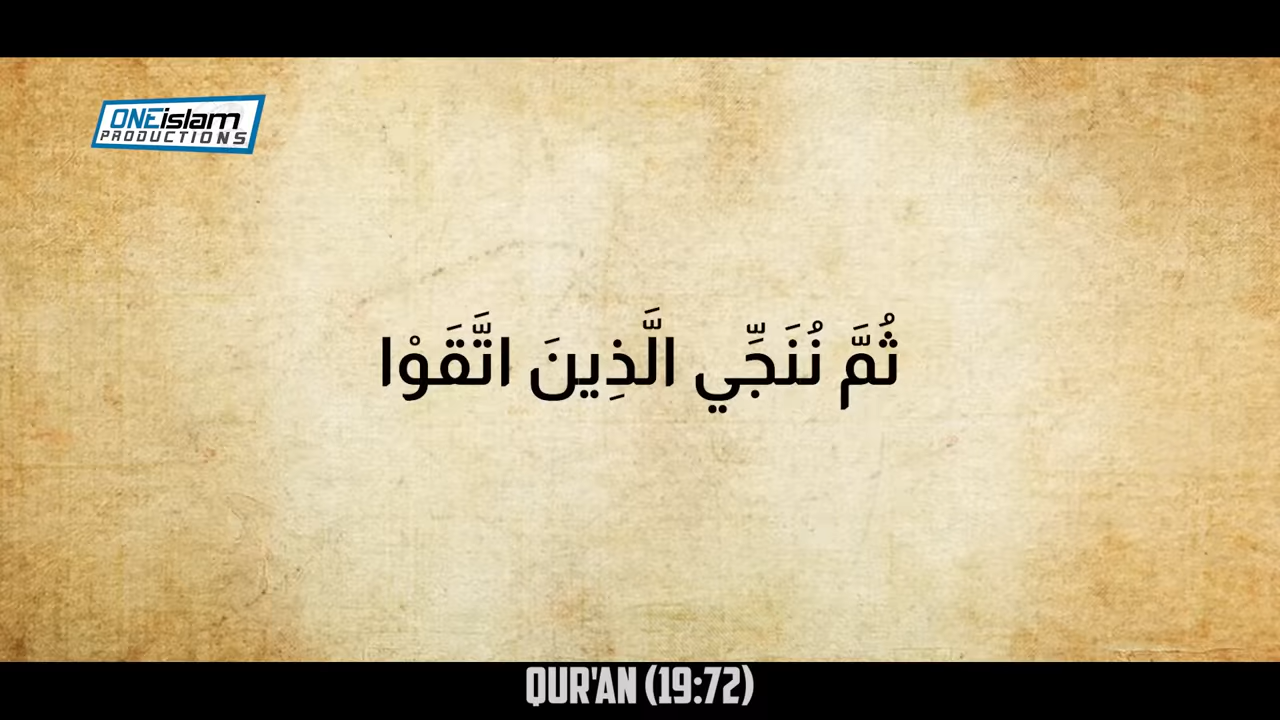 ONEislam
PRODUCTIONS
ثُمَّ نُنَجِّي الَّذِينَ اتَّقَوْا
QUR'AN (19:72)